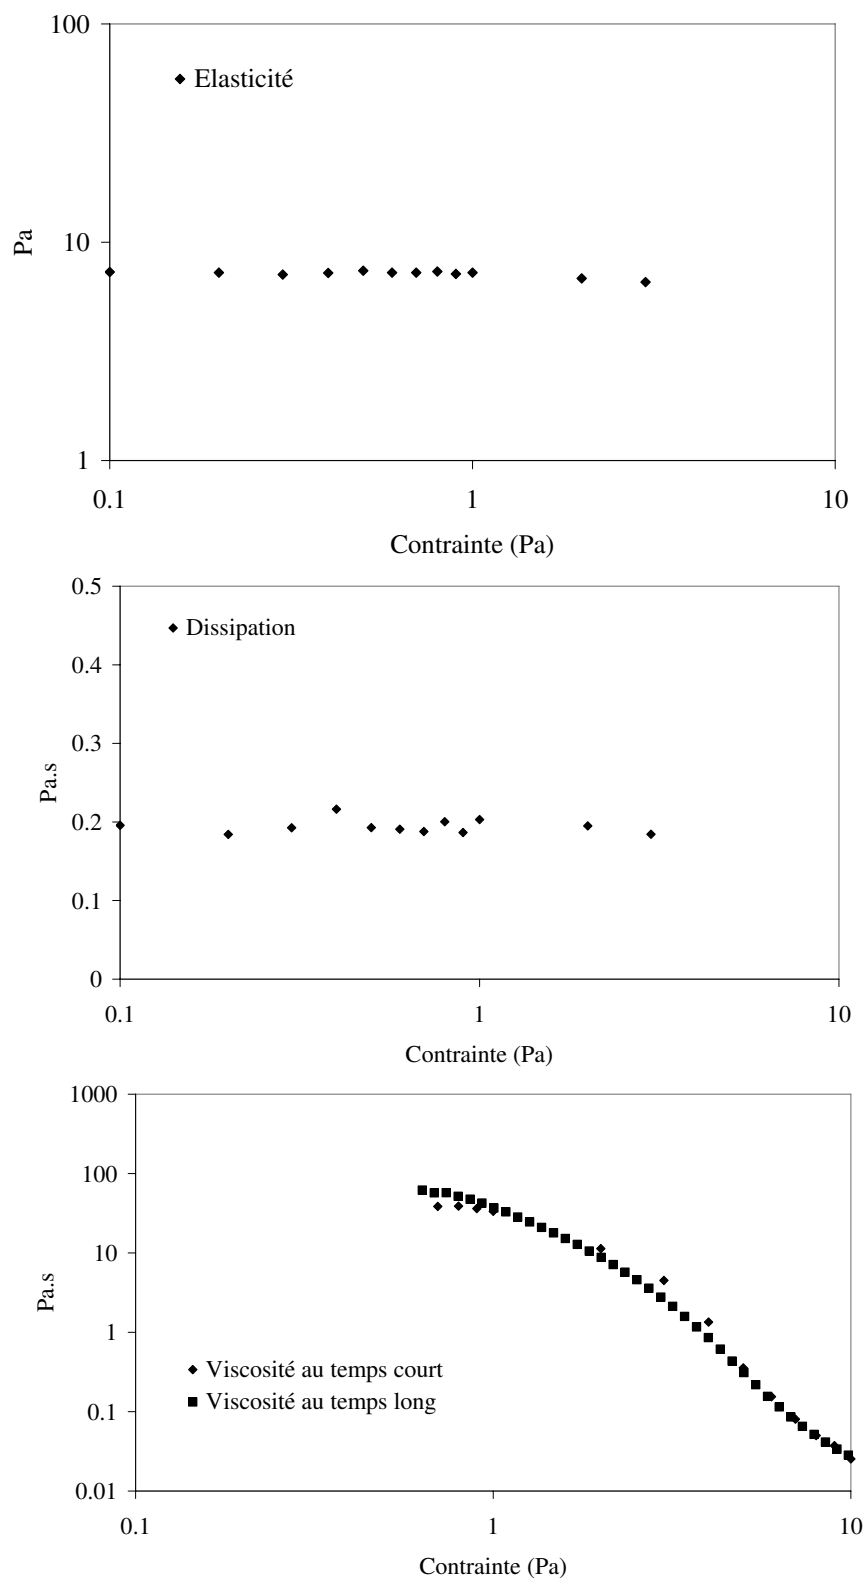 100
Elasticité
Pa
10
1
0.1 1 10
Contrainte (Pa)
0.5
Dissipation
0.4
0.3
Pa.s
0.2
0.1
0
0.1 1 10
Contrainte (Pa)
1000
100
10
Pa.s
1
Viscosité au temps court
Viscosité au temps long
0.1
0.01
0.1 1 10
Contrainte (Pa)